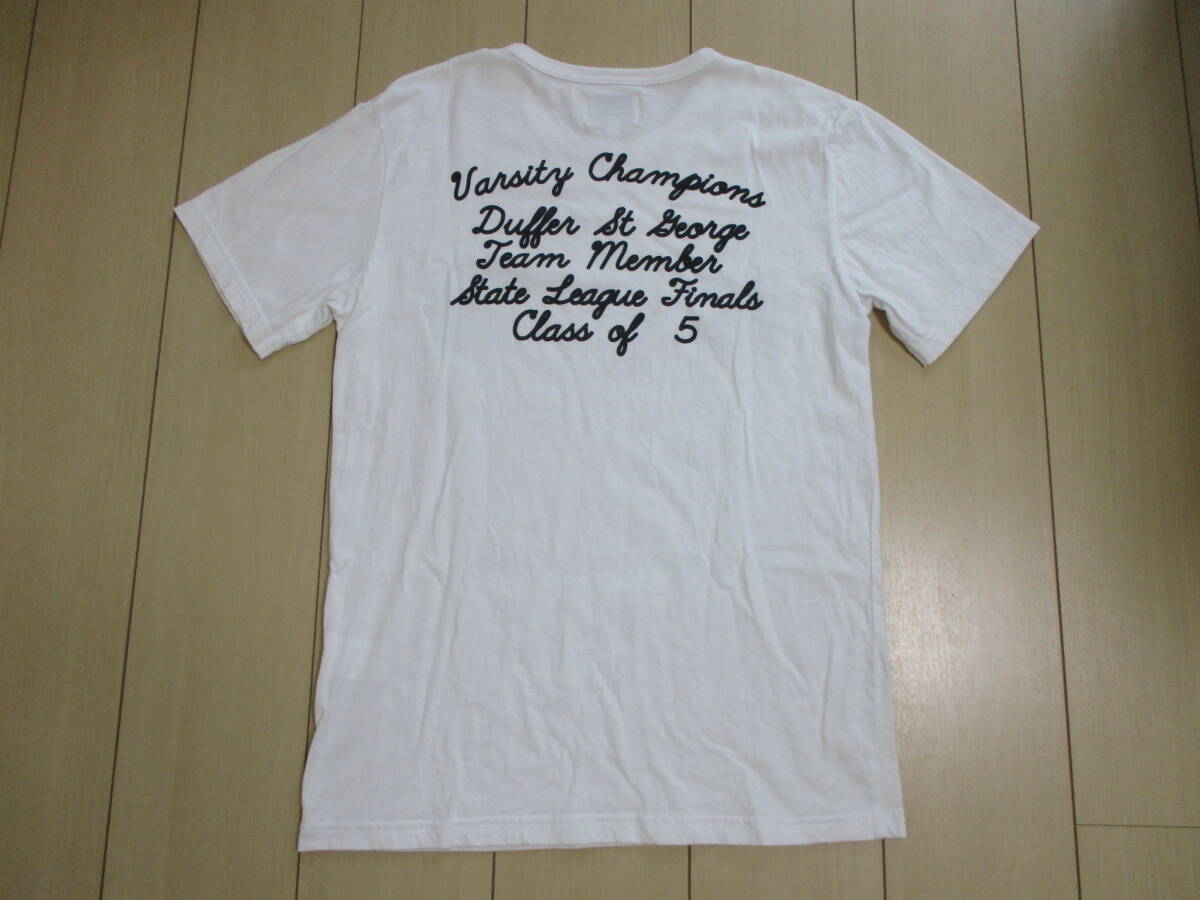 Varsity Champions
Duffer St George
Team Member
State League Finals
Class of 5